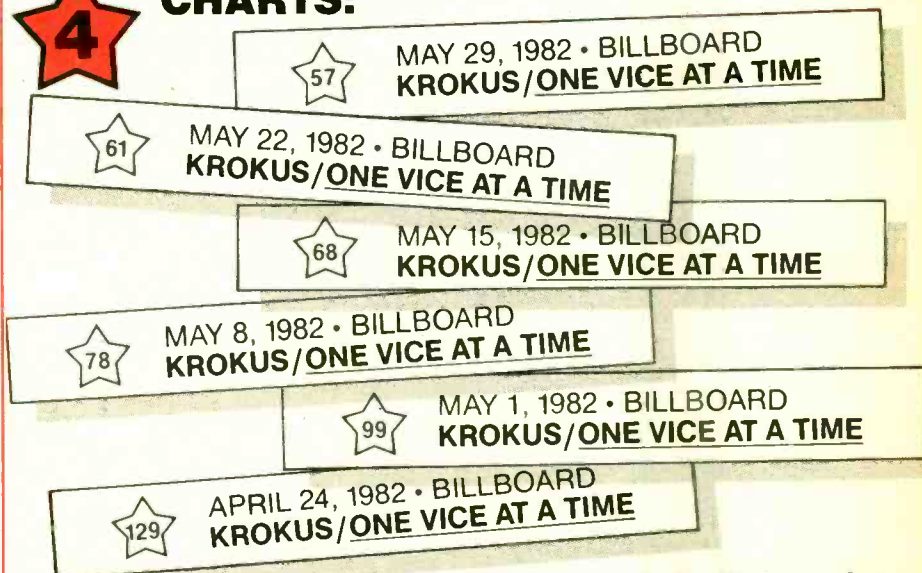 4
CHARTS:
57
MAY 29, 1982 • BILLBOARD
KROKUS/ONE VICE AT A TIME
61
MAY 22, 1982 • BILLBOARD
KROKUS/ONE VICE AT A TIME
68
MAY 15, 1982 • BILLBOARD
KROKUS/ONE VICE AT A TIME
78
MAY 8, 1982 • BILLBOARD
KROKUS/ONE VICE AT A TIME
99
MAY 1, 1982 • BILLBOARD
KROKUS/ONE VICE AT A TIME
129
APRIL 24, 1982 • BILLBOARD
KROKUS/ONE VICE AT A TIME